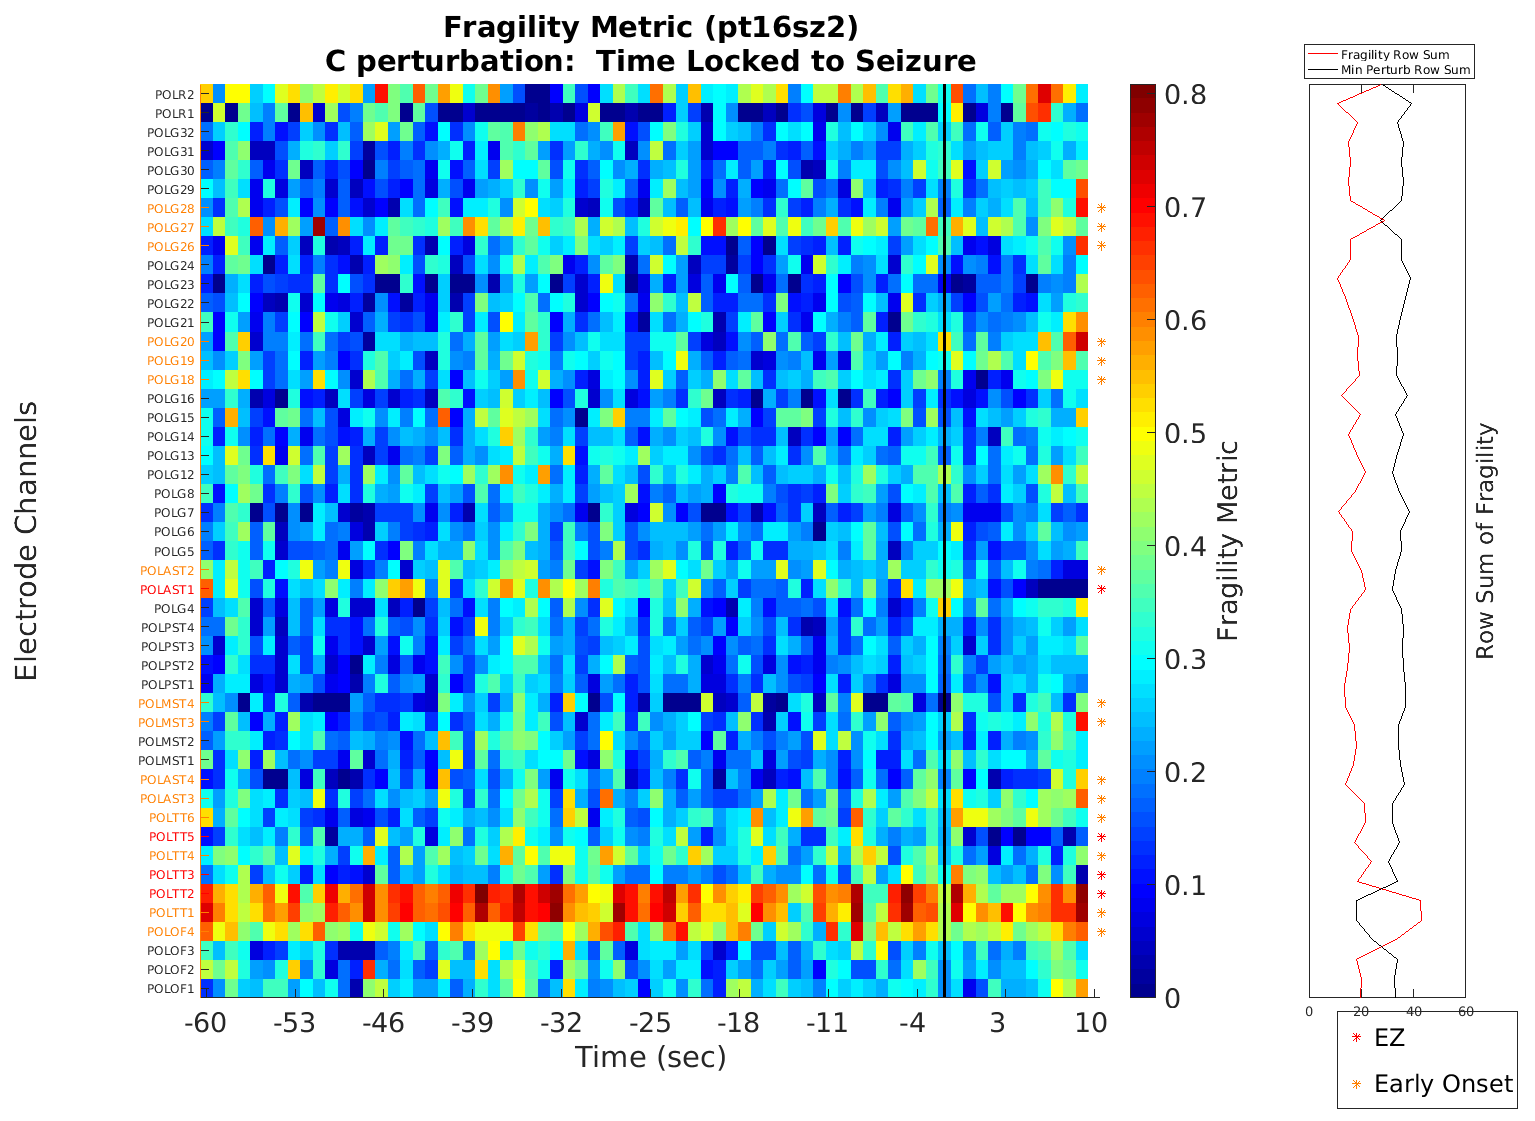 Fragility Metric (pt16sz2)
C perturbation:  Time Locked to Seizure
Electrode Channels
POLR2
POLR1
POLG32
POLG31
POLG30
POLG29
POLG28
POLG27
POLG26
POLG24
POLG23
POLG22
POLG21
POLG20
POLG19
POLG18
POLG16
POLG15
POLG14
POLG13
POLG12
POLG8
POLG7
POLG6
POLG5
POLAST2
POLAST1
POLG4
POLPST4
POLPST3
POLPST2
POLPST1
POLMST4
POLMST3
POLMST2
POLMST1
POLAST4
POLAST3
POLTT6
POLTT5
POLTT4
POLTT3
POLTT2
POLTT1
POLOF4
POLOF3
POLOF2
POLOF1
-60 -53 -46 -39 -32 -25 -18 -11 -4 3 10
Time (sec)
0.8
0.7
0.6
0.5
0.4
0.3
0.2
0.1
0
Fragility Metric
Fragility Row Sum
Min Perturb Row Sum
0 20 40 60
Row Sum of Fragility
EZ
Early Onset